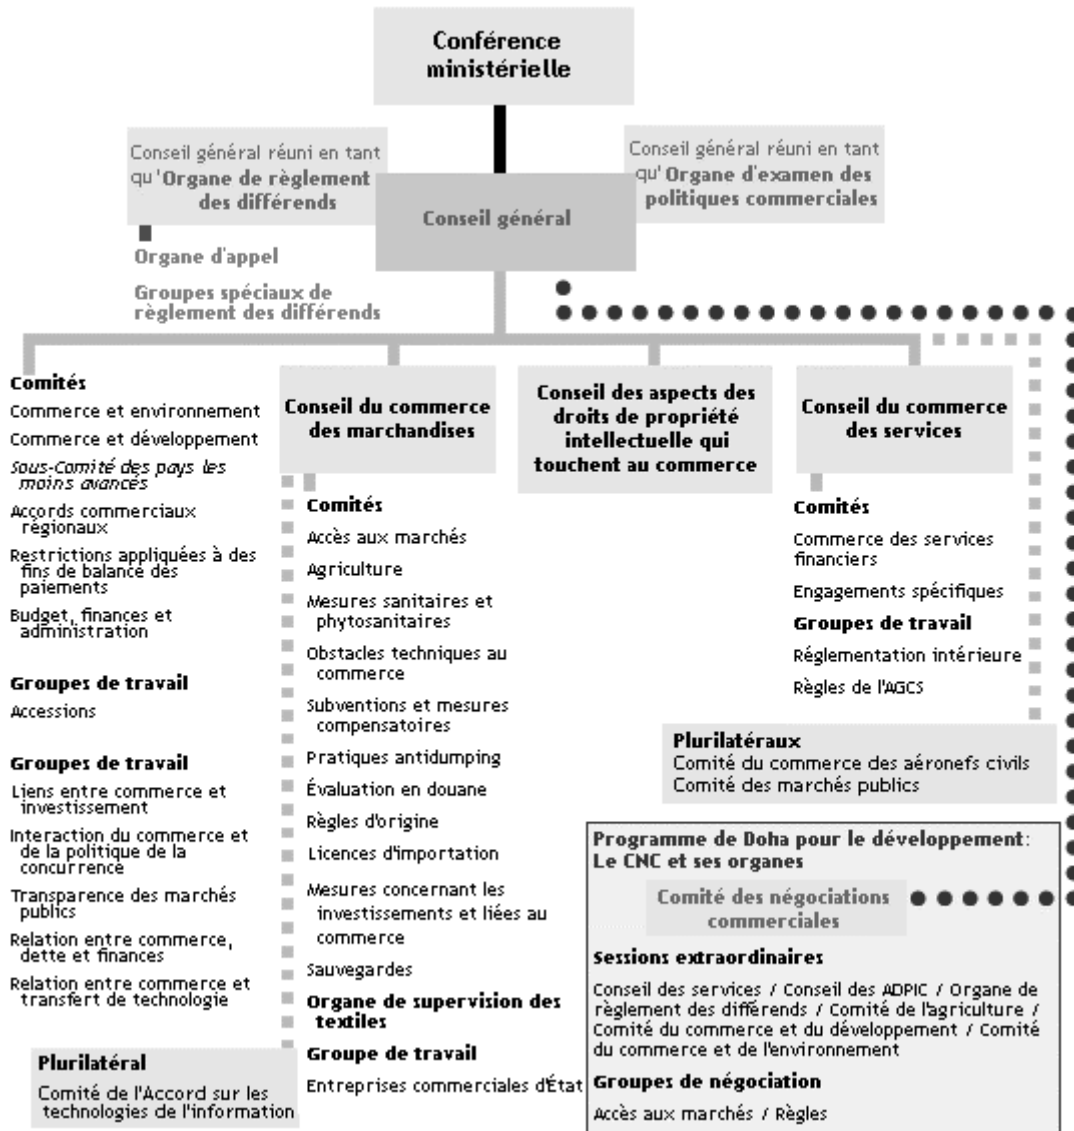 Conférence
ministérielle
Conseil général réuni en tant
qu'Organe de règlement
des différends
Conseil général réuni en tant
qu'Organe d'examen des
politiques commerciales
Conseil général
Organe d'appel
Groupes spéciaux de
règlement des différends
Comités
Commerce et environnement
Commerce et développement
Sous-Comité des pays les
moins avancés
Accords commerciaux
régionaux
Restrictions appliquées à des
fins de balance des
paiements
Budget, finances et
administration
Groupes de travail
Accessions
Groupes de travail
Liens entre commerce et
investissement
Interaction du commerce et
de la politique de la
concurrence
Transparence des marchés
publics
Relation entre commerce,
dette et finances
Relation entre commerce et
transfert de technologie
Plurilatéral
Comité de l'Accord sur les
technologies de l'information
Conseil du commerce
des marchandises
Comités
Accès aux marchés
Agriculture
Mesures sanitaires et
phytosanitaires
Obstacles techniques au
commerce
Subventions et mesures
compensatoires
Pratiques antidumping
Évaluation en douane
Règles d'origine
Licences d'importation
Mesures concernant les
investissements et liées au
commerce
Sauvegardes
Organe de supervision des
textiles
Groupe de travail
Entreprises commerciales d'État
Conseil des aspects des
droits de propriété
intellectuelle qui
touchent au commerce
Conseil du commerce
des services
Comités
Commerce des services
financiers
Engagements spécifiques
Groupes de travail
Réglementation intérieure
Règles de l'AGCS
Plurilatéraux
Comité du commerce des aéronefs civils
Comité des marchés publics
Programme de Doha pour le développement:
Le CNC et ses organes
Comité des négociations
commerciales
Sessions extraordinaires
Conseil des services / Conseil des ADPIC / Organe de
règlement des différends / Comité de l'agriculture /
Comité du commerce et du développement / Comité
du commerce et de l'environnement
Groupes de négociation
Accès aux marchés / Règles